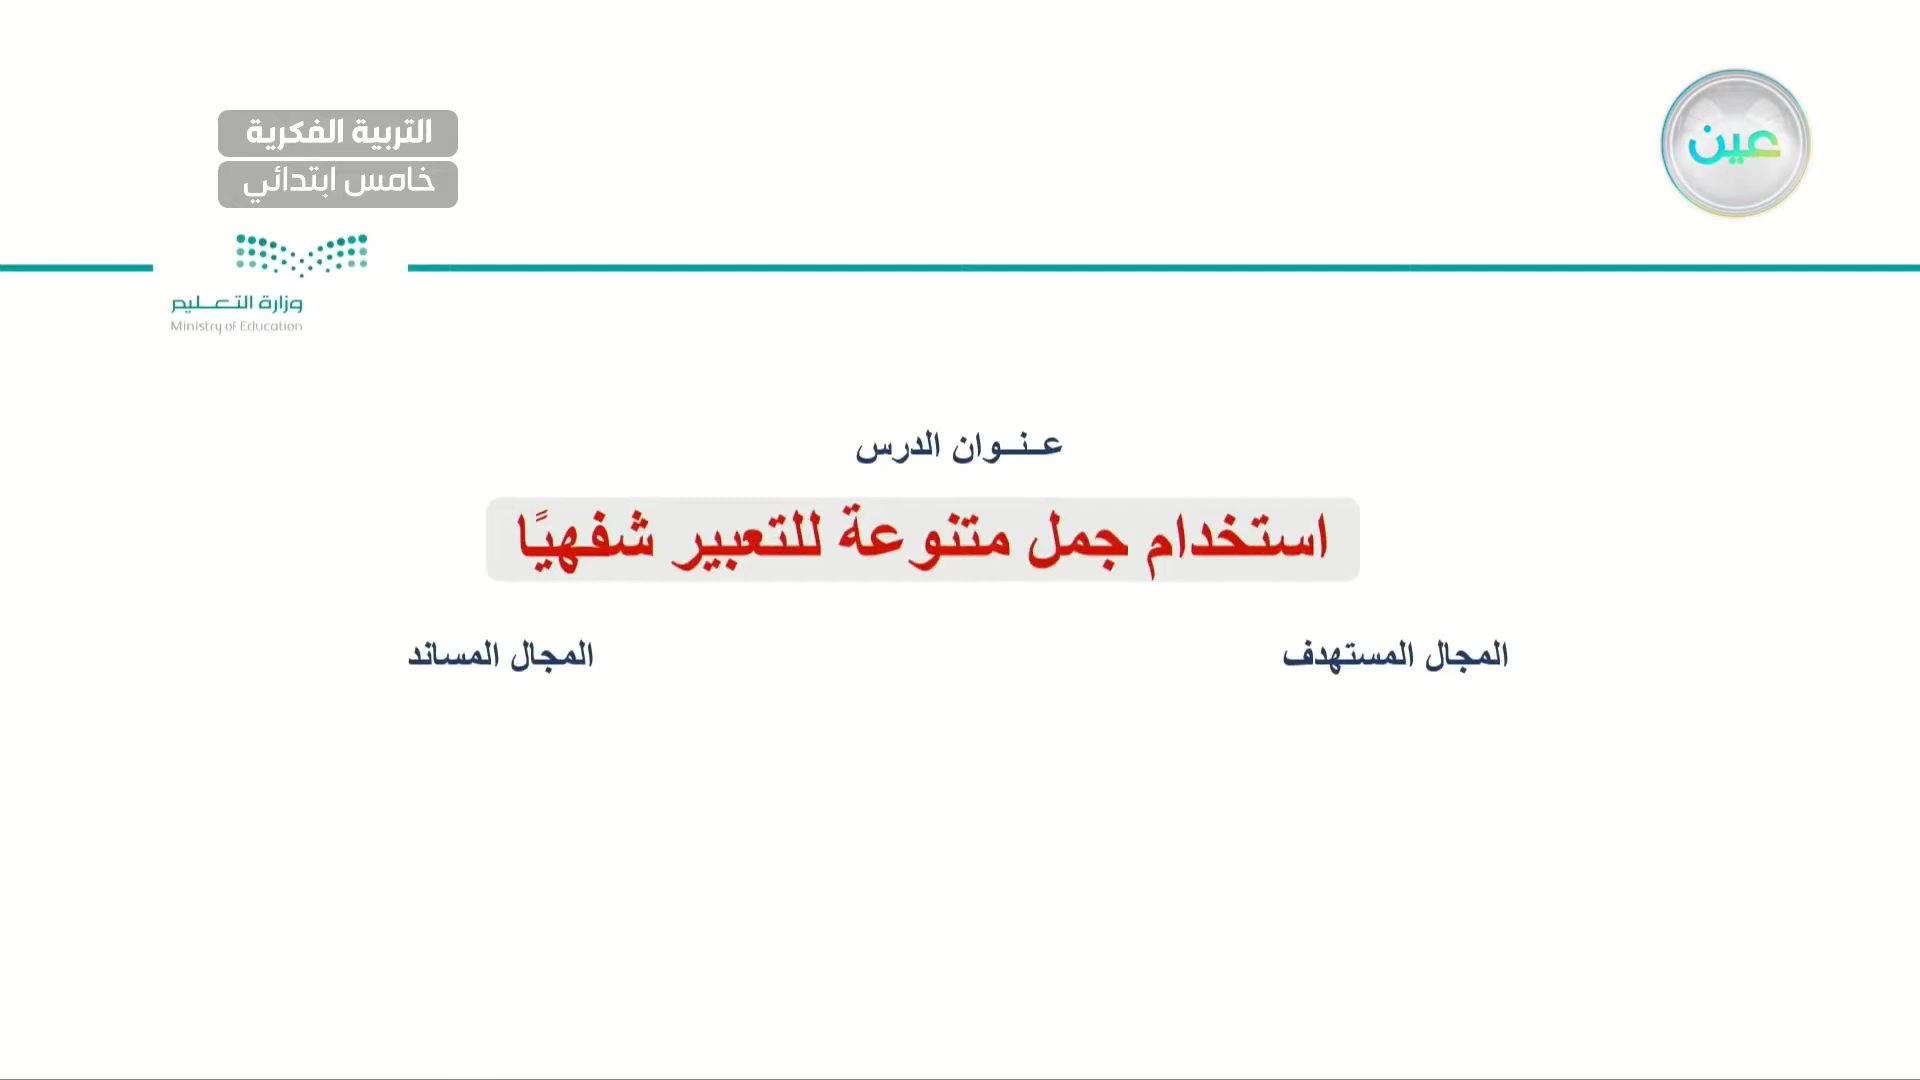 التربية الفكرية
خامس ابتدائي
عين
وزارة التعليم
Ministry of Education
عنوان الدرس
استخدام جمل متنوعة للتعبير شفهيًا
المجال المستهدف
المجال المساند